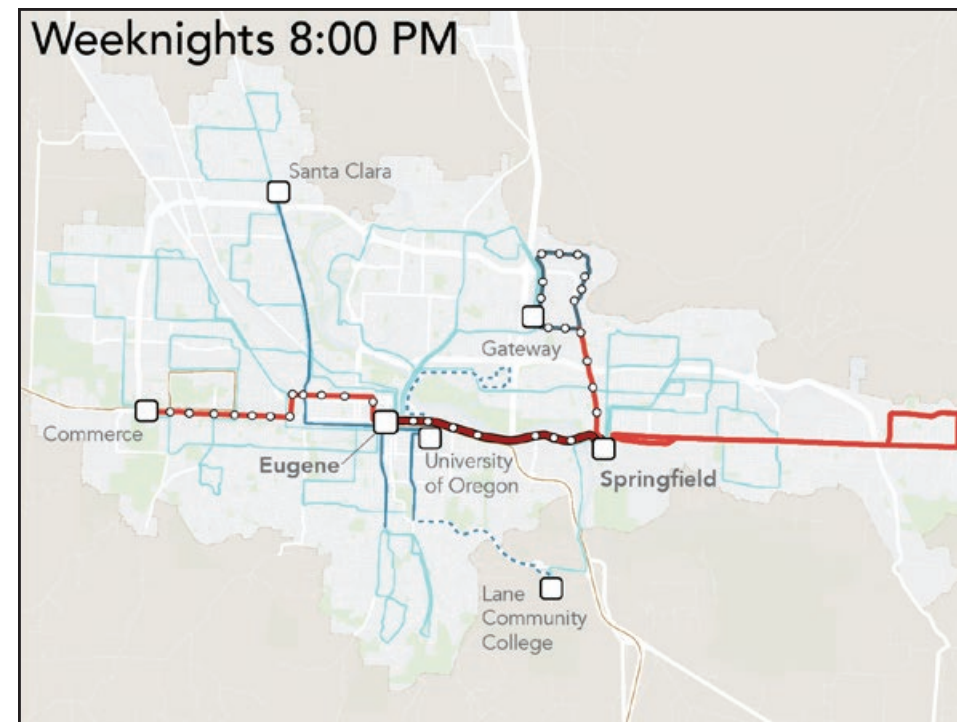 Weeknights 8:00 PM
Santa Clara
Gateway
Commerce
Eugene
University
of Oregon
Springfield
Lane
Community
College